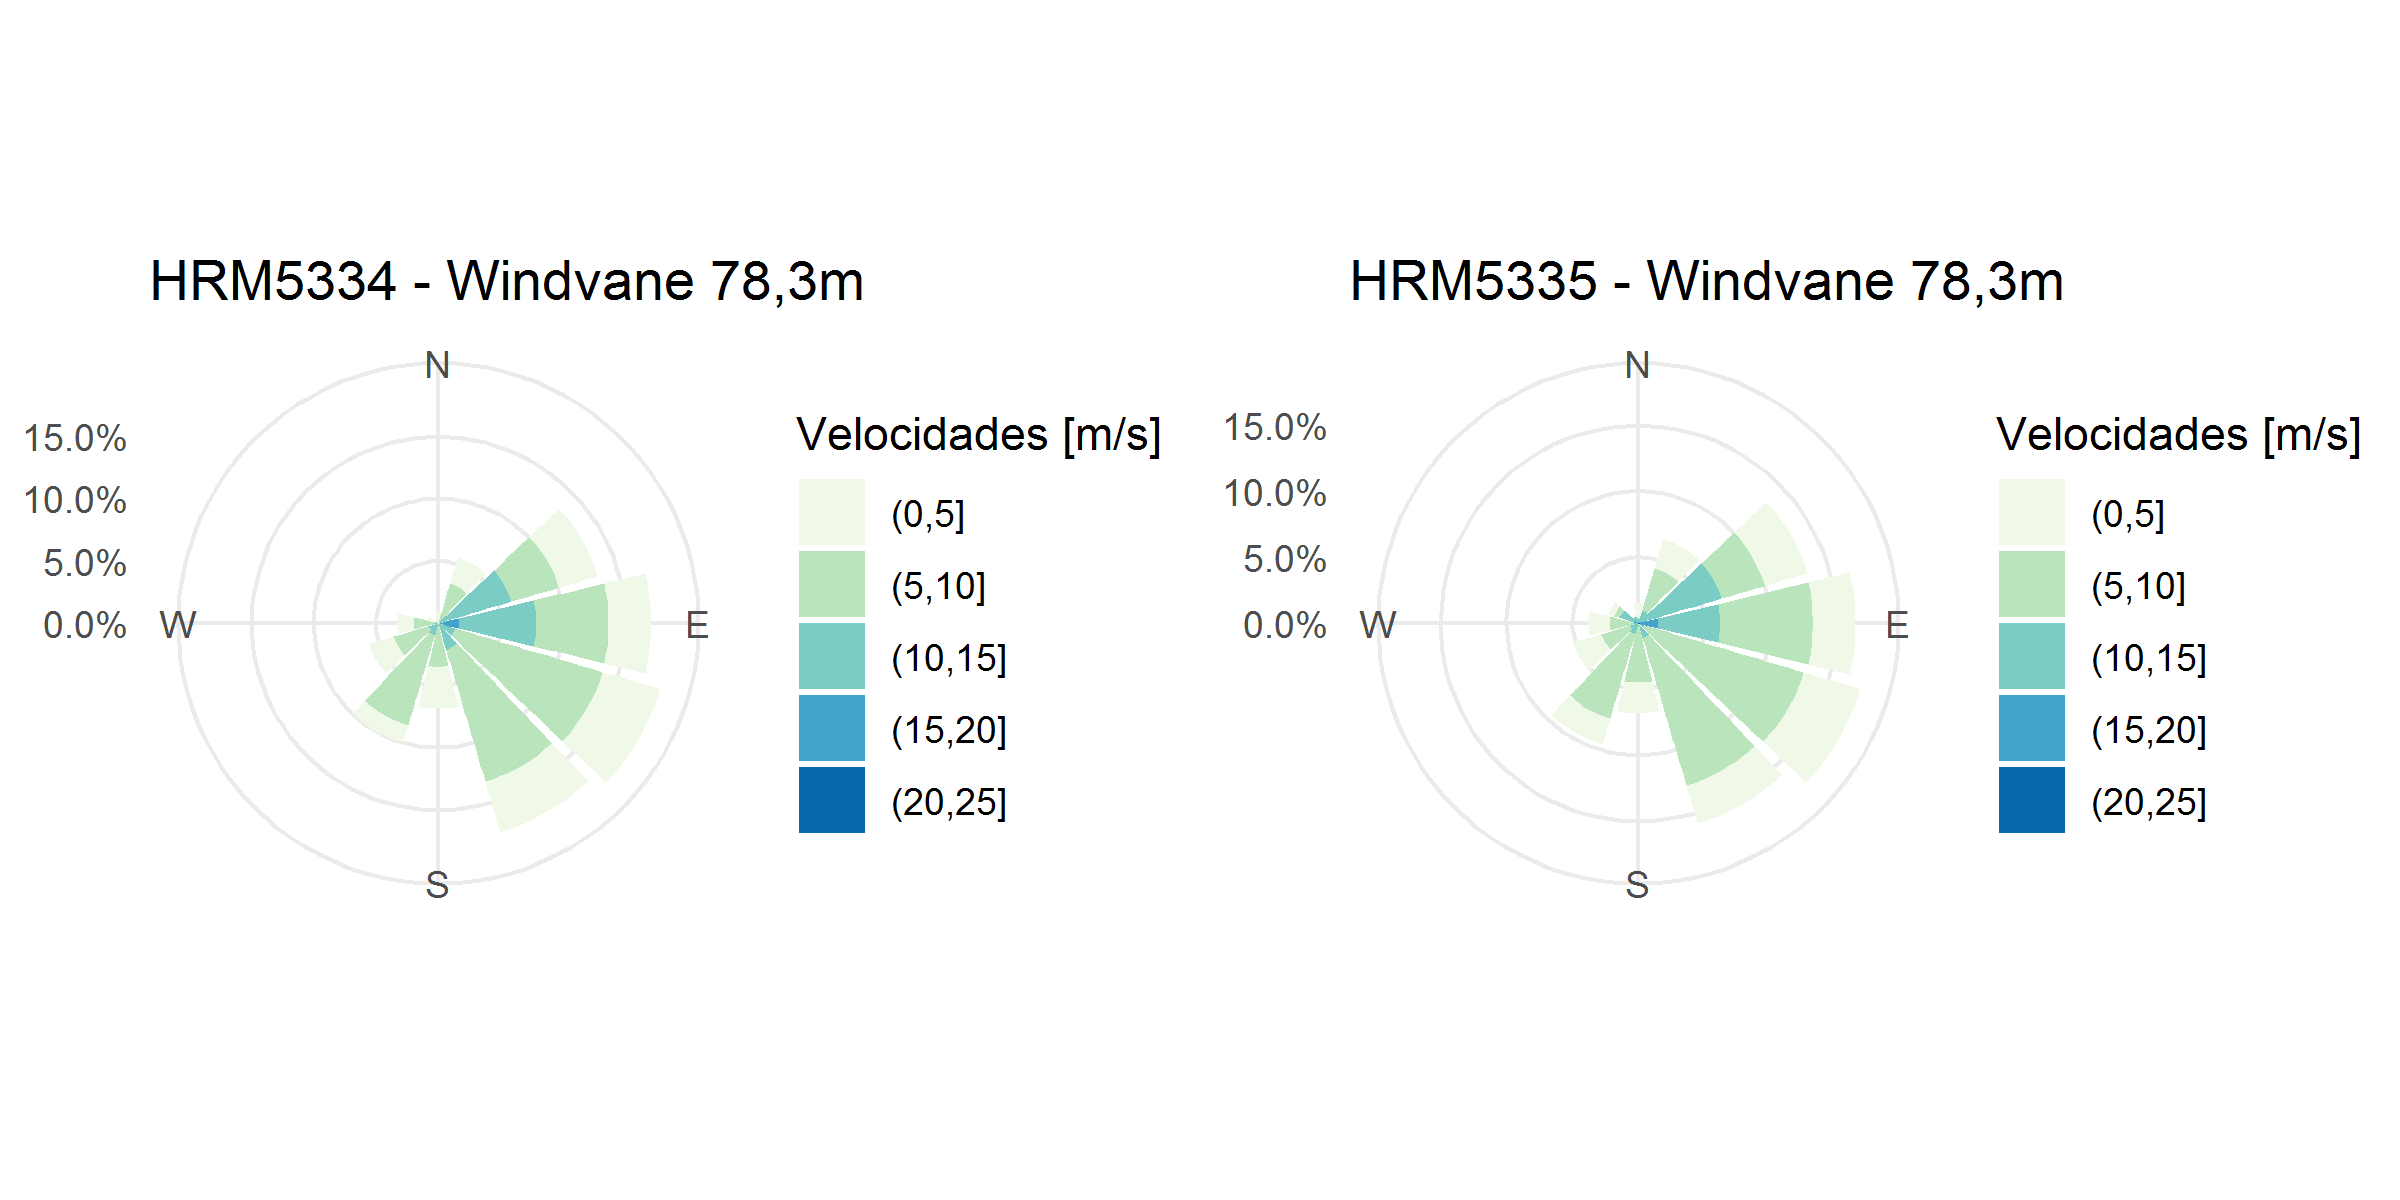 HRM5334 - Windvane 78,3m
N
15.0%
10.0%
5.0%
0.0%
W
E
S
Velocidades [m/s]
(0,5]
(5,10]
(10,15]
(15,20]
(20,25]
HRM5335 - Windvane 78,3m
N
15.0%
10.0%
5.0%
0.0%
W
E
S
Velocidades [m/s]
(0,5]
(5,10]
(10,15]
(15,20]
(20,25]